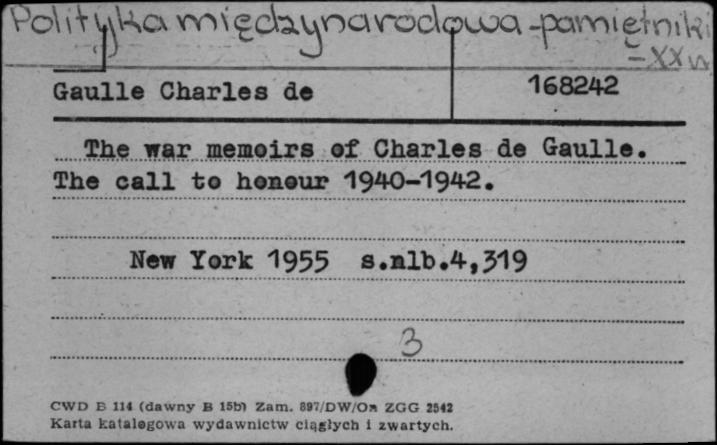 Polityka międzynarodowa - pamiętniki
- XX w
Gaulle Charles de 168242
The war memoirs of Charles de Gaulle.
The call to honour 1940-1942.
New York 1955 s.nlb.4,319
3
CWD B 114 (dawny B 15b) Zam. 897/DW/Oa ZGG 2542
Karta katalogowa wydawnictw ciągłych i zwartych.